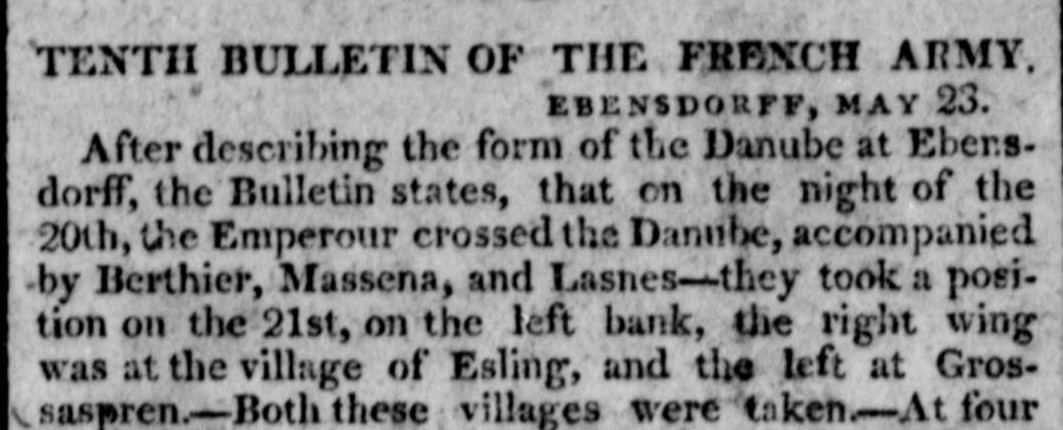 TENTH BULLETIN OF THE FRENCH ARMY.
EBENSDORFF, MAY 23.
After describing the form of the Danube at Ebens-
dorff, the Bulletin states, that on the night of the
20th, the Emperour crossed the Danube, accompanied
by Berthier, Massena, and Lasnes—they took a posi-
tion on the 21st, on the left bank, the right wing
was at the village of Esling, and the left at Gros-
saspren.—Both these villages were taken.—At four